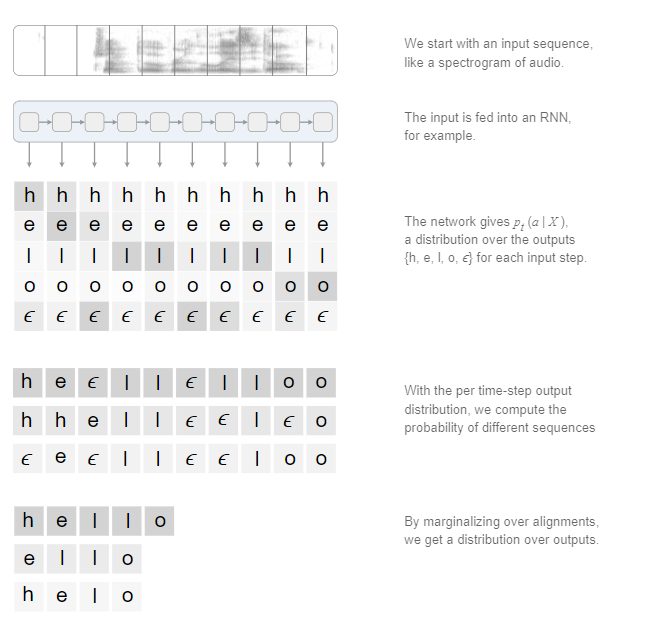 We start with an input sequence,
like a spectrogram of audio.
The input is fed into an RNN,
for example.
h h h h h h h h h h
e e e e e e e e e e
l l l l l l l l l l
o o o o o o o o o o
ϵ ϵ ϵ ϵ ϵ ϵ ϵ ϵ ϵ ϵ
The network gives pₜ (a | X),
a distribution over the outputs
{h, e, l, o, ϵ} for each input step.
h e ϵ l l ϵ l l o o
h h e l l ϵ ϵ l ϵ o
ϵ e ϵ l l ϵ ϵ l o o
With the per time-step output
distribution, we compute the
probability of different sequences
h e l l o
e l l o
h e l o
By marginalizing over alignments,
we get a distribution over outputs.